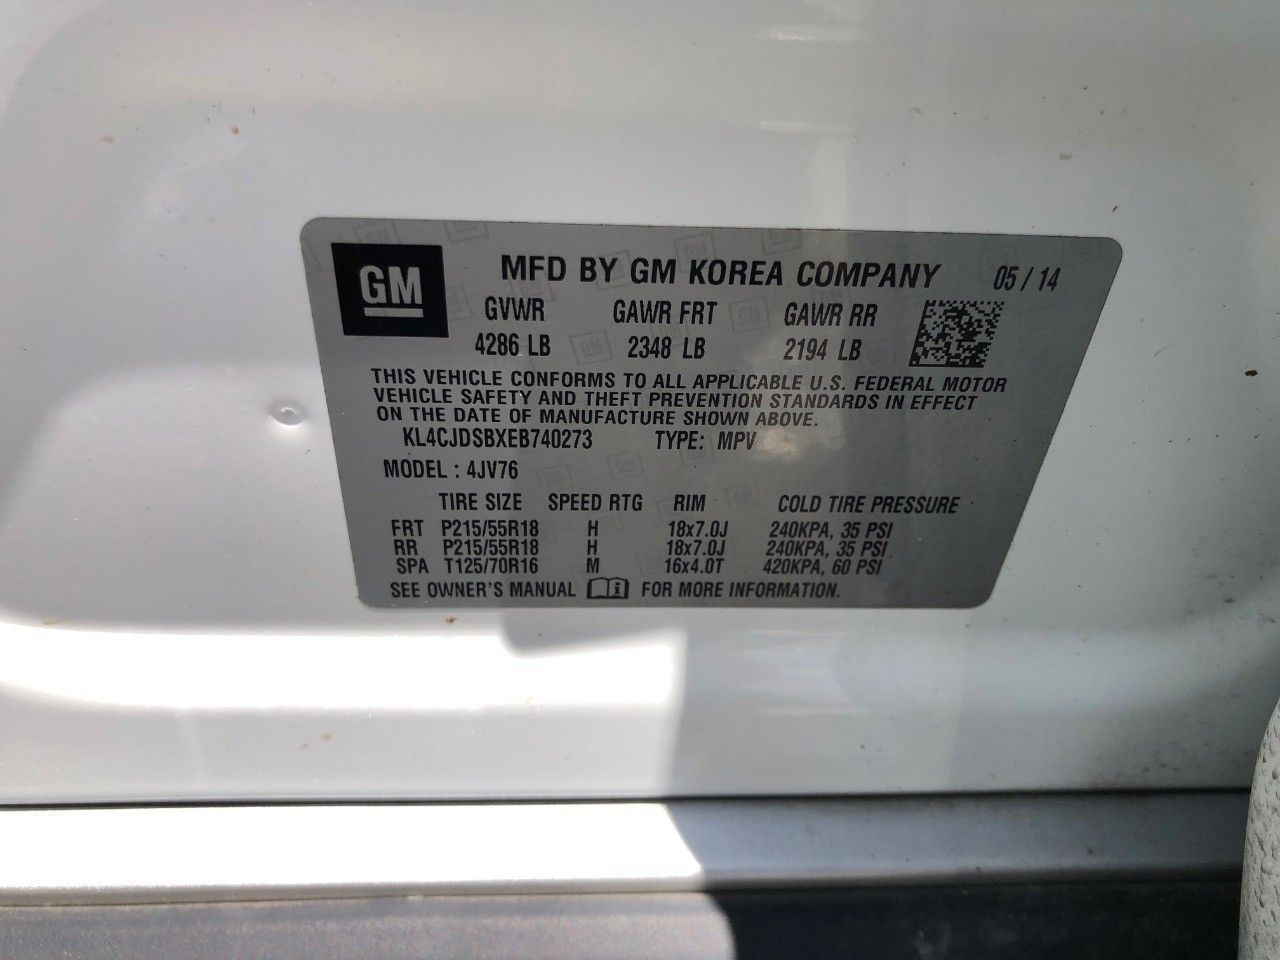 GM
MFD BY GM KOREA COMPANY 05 / 14
GVWR GAWR FRT GAWR RR
4286 LB 2348 LB 2194 LB
THIS VEHICLE CONFORMS TO ALL APPLICABLE U.S. FEDERAL MOTOR
VEHICLE SAFETY AND THEFT PREVENTION STANDARDS IN EFFECT
ON THE DATE OF MANUFACTURE SHOWN ABOVE.
KL4CJDSBXEB740273 TYPE: MPV
MODEL : 4JV76
TIRE SIZE SPEED RTG RIM COLD TIRE PRESSURE
FRT P215/55R18 H 18x7.0J 240KPA, 35 PSI
RR P215/55R18 H 18x7.0J 240KPA, 35 PSI
SPA T125/70R16 M 16x4.0T 420KPA, 60 PSI
SEE OWNER'S MANUAL FOR MORE INFORMATION.